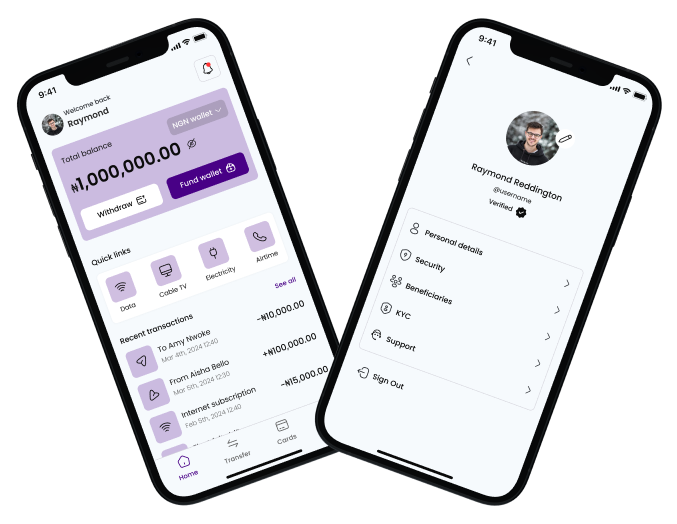 9:41
Welcome back
Raymond
Total balance
NGN wallet
₦1,000,000.00
Withdraw
Fund wallet
Quick links
Data
Cable TV
Electricity
Airtime
Recent transactions
See all
To Amy Nwoke
Mar 4th, 2024 12:40
-₦10,000.00
From Aisha Bello
Mar 5th, 2024 12:30
+₦100,000.00
Internet subscription
Feb 5th, 2024 12:40
-₦15,000.00
Home
Transfer
Cards
9:41
Raymond Reddington
@username
Verified
Personal details
Security
Beneficiaries
KYC
Support
Sign Out